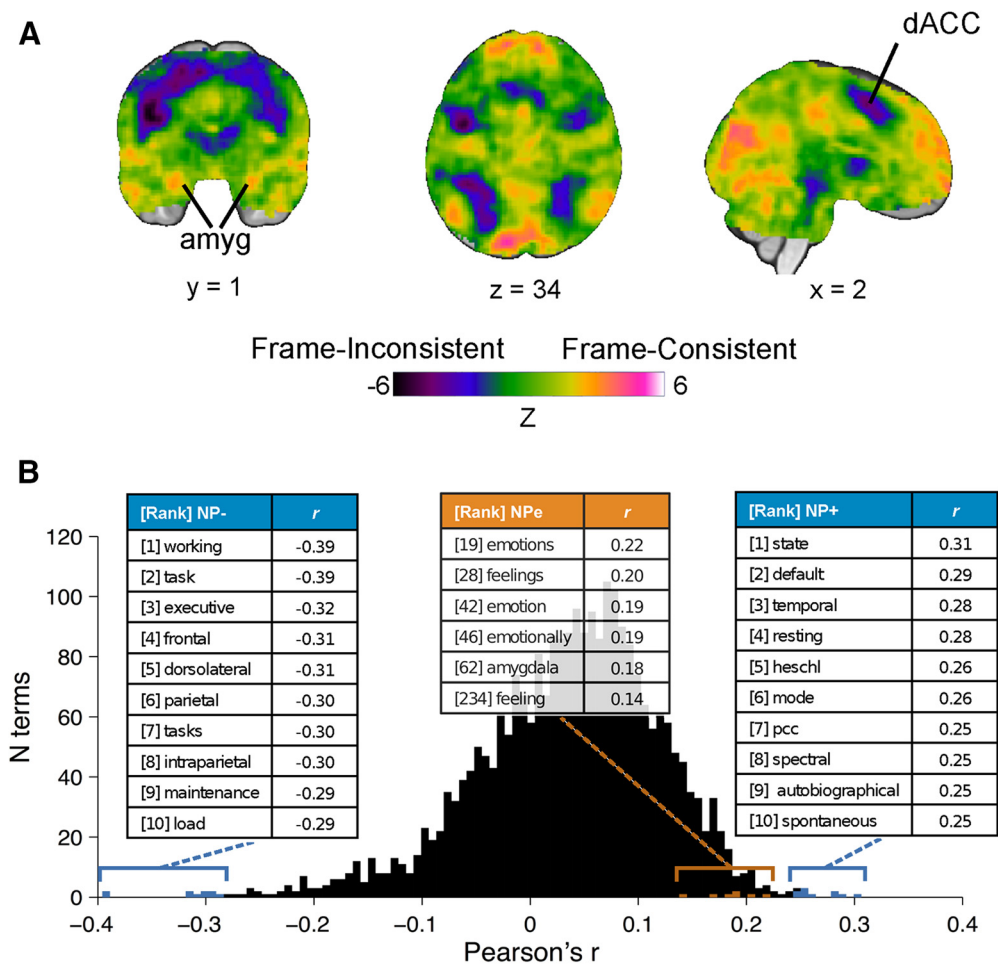 A
dACC
amyg
y = 1
z = 34
x = 2
Frame-Inconsistent Frame-Consistent
-6 6
Z
B
[Rank] NP- r
[1] working -0.39
[2] task -0.39
[3] executive -0.32
[4] frontal -0.31
[5] dorsolateral -0.31
[6] parietal -0.30
[7] tasks -0.30
[8] intraparietal -0.30
[9] maintenance -0.29
[10] load -0.29
[Rank] NPe r
[19] emotions 0.22
[28] feelings 0.20
[42] emotion 0.19
[46] emotionally 0.19
[62] amygdala 0.18
[234] feeling 0.14
[Rank] NP+ r
[1] state 0.31
[2] default 0.29
[3] temporal 0.28
[4] resting 0.28
[5] heschl 0.26
[6] mode 0.26
[7] pcc 0.25
[8] spectral 0.25
[9] autobiographical 0.25
[10] spontaneous 0.25
N terms
120
100
80
60
40
20
0
−0.4 −0.3 −0.2 −0.1 0 0.1 0.2 0.3 0.4
Pearson's r